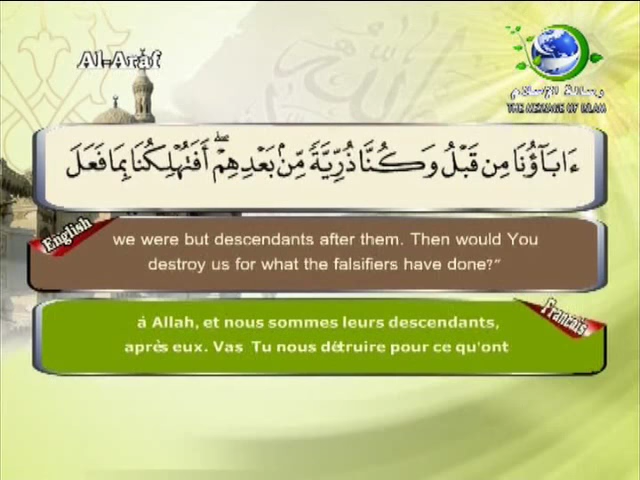 Al-Araf
رسالة الإسلام
THE MESSAGE OF ISLAM
ءَابَآؤُنَا مِن قَبْلُ وَكُنَّا ذُرِّيَّةً مِّنۢ بَعْدِهِمْ ۖ أَفَتُهْلِكُنَا بِمَا فَعَلَ
English
we were but descendants after them. Then would You
destroy us for what the falsifiers have done?”
Francais
á Allah, et nous sommes leurs descendants,
après eux. Vas Tu nous détruire pour ce qu'ont